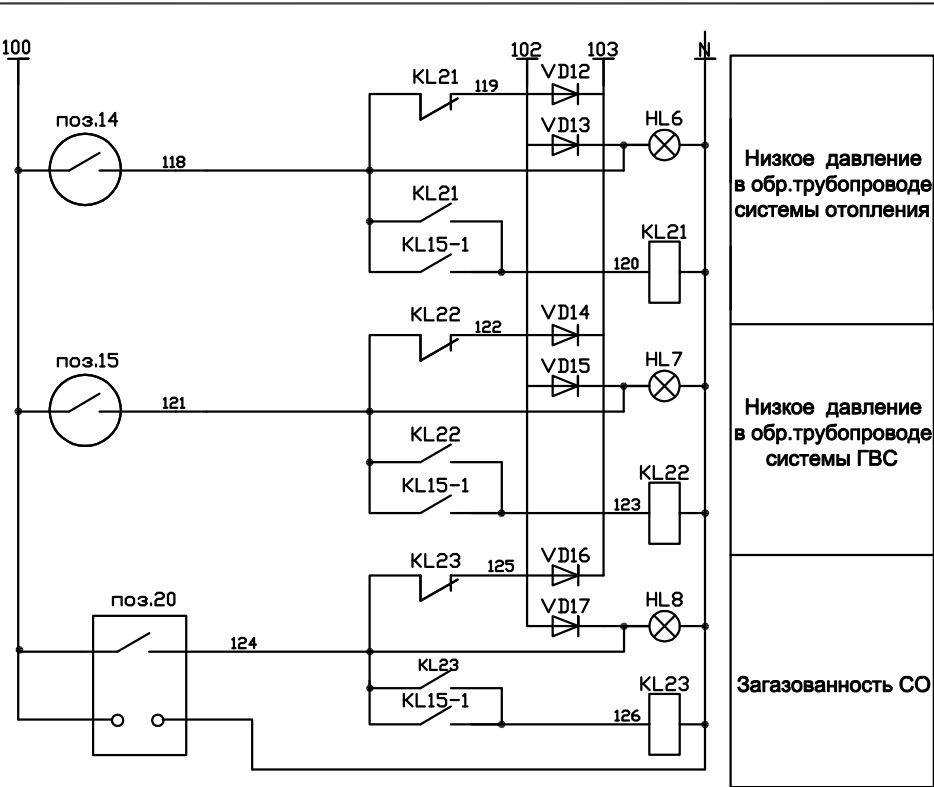 100
102
103
N
KL21
119
VD12
поз.14
VD13
HL6
118
KL21
KL15-1
120
KL21
Низкое давление
в обр.трубопроводе
системы отопления
KL22
122
VD14
поз.15
VD15
HL7
121
KL22
KL15-1
123
KL22
Низкое давление
в обр.трубопроводе
системы ГВС
KL23
125
VD16
поз.20
VD17
HL8
124
KL23
KL15-1
126
KL23
Загазованность СО